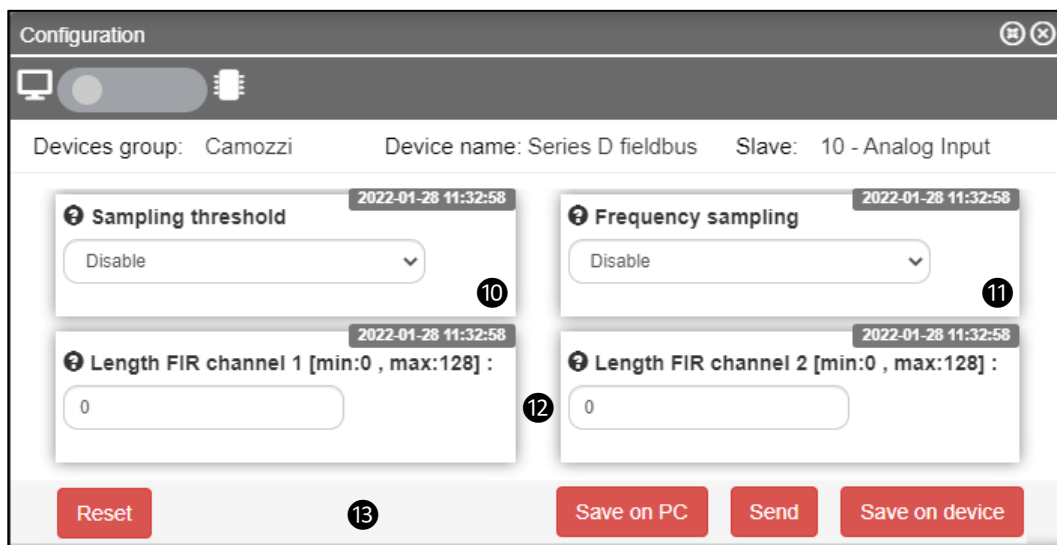 Configuration
Devices group: Camozzi Device name: Series D fieldbus Slave: 10 - Analog Input
2022-01-28 11:32:58
Sampling threshold
Disable
10
2022-01-28 11:32:58
Frequency sampling
Disable
11
2022-01-28 11:32:58
Length FIR channel 1 [min:0 , max:128] :
0
12
2022-01-28 11:32:58
Length FIR channel 2 [min:0 , max:128] :
0
Reset
13
Save on PC
Send
Save on device